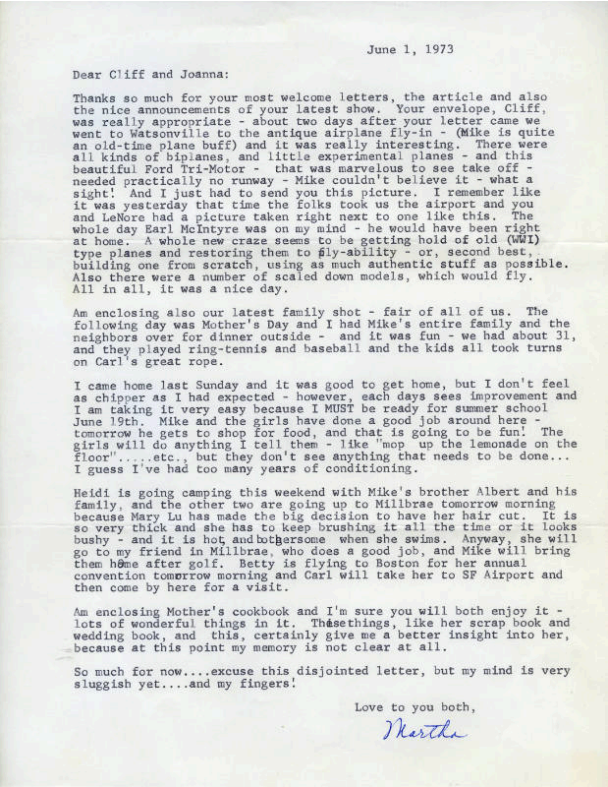 June 1, 1973
Dear Cliff and Joanna:
Thanks so much for your most welcome letters, the article and also
the nice announcements of your latest show. Your envelope, Cliff,
was really appropriate - about two days after your letter came we
went to Watsonville to the antique airplane fly-in - (Mike is quite
an old-time plane buff) and it was really interesting. There were
all kinds of biplanes, and little experimental planes - and this
beautiful Ford Tri-Motor - that was marvelous to see take off -
needed practically no runway - Mike couldn't believe it - what a
sight! And I just had to send you this picture. I remember like
it was yesterday that time the folks took us the airport and you
and LeNore had a picture taken right next to one like this. The
whole day Earl McIntyre was on my mind - he would have been right
at home. A whole new craze seems to be getting hold of old (WWI)
type planes and restoring them to fly-ability - or, second best,
building one from scratch, using as much authentic stuff as possible.
Also there were a number of scaled down models, which would fly.
All in all, it was a nice day.
Am enclosing also our latest family shot - fair of all of us. The
following day was Mother's Day and I had Mike's entire family and the
neighbors over for dinner outside - and it was fun - we had about 31,
and they played ring-tennis and baseball and the kids all took turns
on Carl's great rope.
I came home last Sunday and it was good to get home, but I don't feel
as chipper as I had expected - however, each days sees improvement and
I am taking it very easy because I MUST be ready for summer school
June 19th. Mike and the girls have done a good job around here -
tomorrow he gets to shop for food, and that is going to be fun! The
girls will do anything I tell them - like "mop up the lemonade on the
floor".....etc., but they don't see anything that needs to be done...
I guess I've had too many years of conditioning.
Heidi is going camping this weekend with Mike's brother Albert and his
family, and the other two are going up to Millbrae tomorrow morning
because Mary Lu has made the big decision to have her hair cut. It is
so very thick and she has to keep brushing it all the time or it looks
bushy - and it is hot, and bothersome when she swims. Anyway, she will
go to my friend in Millbrae, who does a good job, and Mike will bring
them home after golf. Betty is flying to Boston for her annual
convention tomorrow morning and Carl will take her to SF Airport and
then come by here for a visit.
Am enclosing Mother's cookbook and I'm sure you will both enjoy it -
lots of wonderful things in it. These things, like her scrap book and
wedding book, and this, certainly give me a better insight into her,
because at this point my memory is not clear at all.
So much for now....excuse this disjointed letter, but my mind is very
sluggish yet....and my fingers!
Love to you both,
Martha